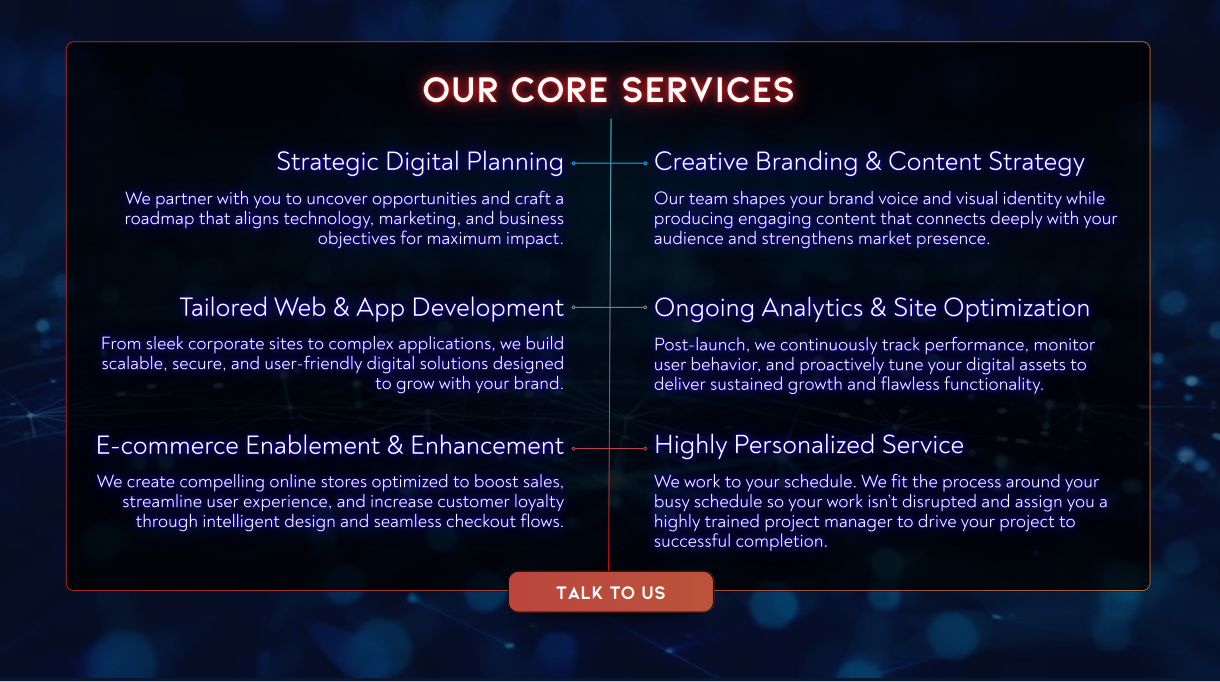 OUR CORE SERVICES
Strategic Digital Planning
We partner with you to uncover opportunities and craft a
roadmap that aligns technology, marketing, and business
objectives for maximum impact.
Creative Branding & Content Strategy
Our team shapes your brand voice and visual identity while
producing engaging content that connects deeply with your
audience and strengthens market presence.
Tailored Web & App Development
From sleek corporate sites to complex applications, we build
scalable, secure, and user-friendly digital solutions designed
to grow with your brand.
Ongoing Analytics & Site Optimization
Post-launch, we continuously track performance, monitor
user behavior, and proactively tune your digital assets to
deliver sustained growth and flawless functionality.
E-commerce Enablement & Enhancement
We create compelling online stores optimized to boost sales,
streamline user experience, and increase customer loyalty
through intelligent design and seamless checkout flows.
Highly Personalized Service
We work to your schedule. We fit the process around your
busy schedule so your work isn't disrupted and assign you a
highly trained project manager to drive your project to
successful completion.
TALK TO US